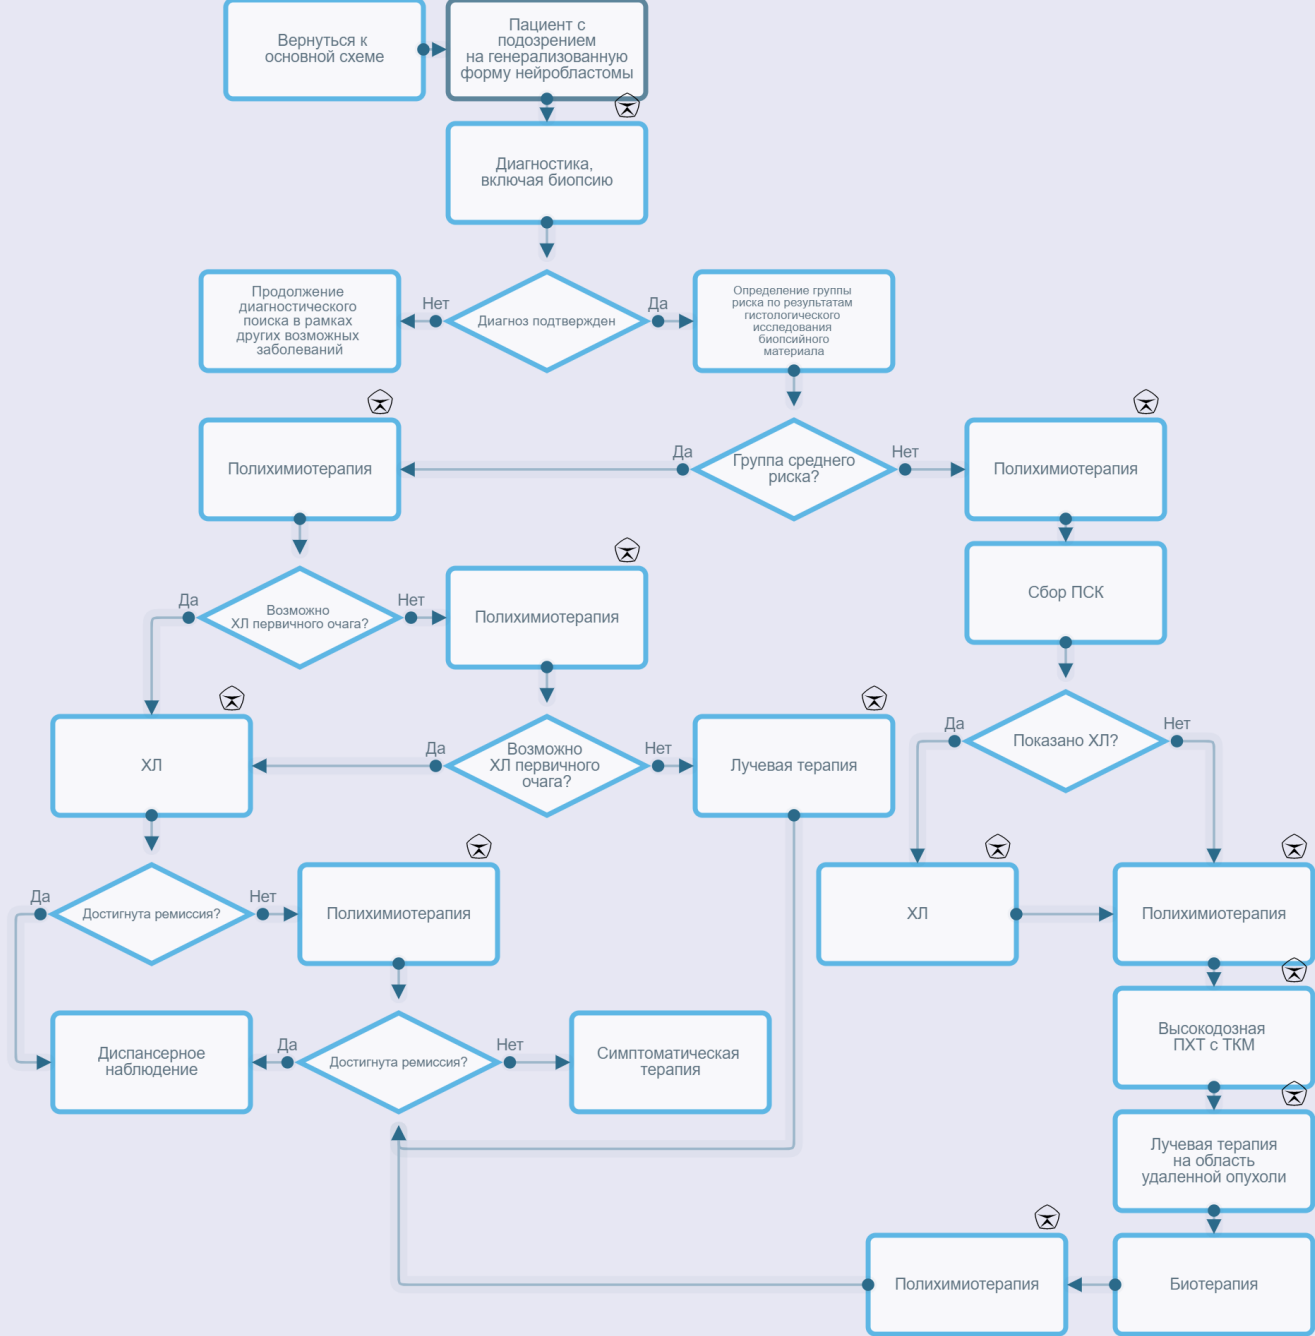 Вернуться к
основной схеме
Пациент с
подозрением
на генерализованную
форму нейробластомы
Диагностика,
включая биопсию
Продолжение
диагностического
поиска в рамках
других возможных
заболеваний
Нет
Диагноз подтвержден
Да
Определение группы
риска по результатам
гистологического
исследования
биопсийного
материала
Полихимиотерапия
Да
Группа среднего
риска?
Нет
Полихимиотерапия
Сбор ПСК
Да
Возможно
ХЛ первичного очага?
Нет
Полихимиотерапия
ХЛ
Да
Возможно
ХЛ первичного
очага?
Нет
Лучевая терапия
Да
Показано ХЛ?
Нет
Да
Достигнута ремиссия?
Нет
Полихимиотерапия
ХЛ
Полихимиотерапия
Диспансерное
наблюдение
Да
Достигнута ремиссия?
Нет
Симптоматическая
терапия
Высокодозная
ПХТ с ТКМ
Лучевая терапия
на область
удаленной опухоли
Полихимиотерапия
Биотерапия